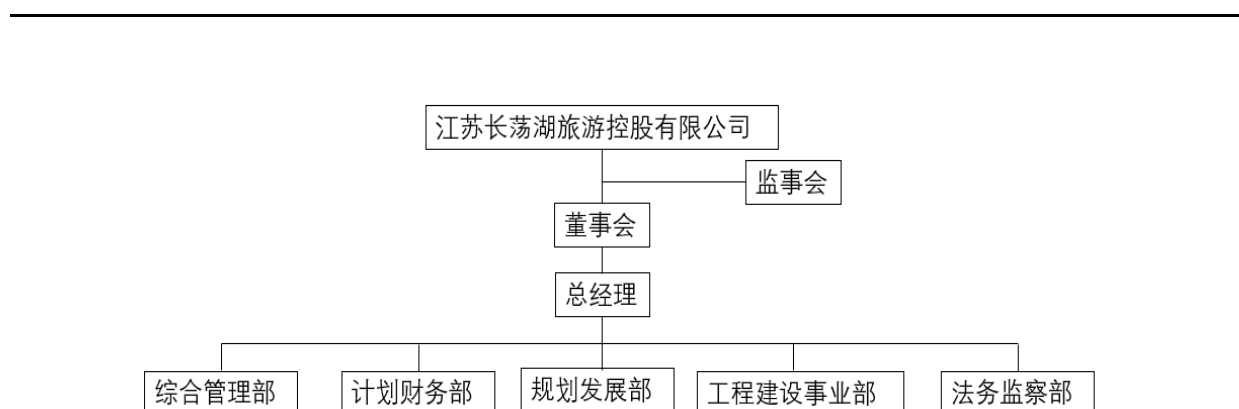 江苏长荡湖旅游控股有限公司
监事会
董事会
总经理
综合管理部 计划财务部 规划发展部 工程建设事业部 法务监察部